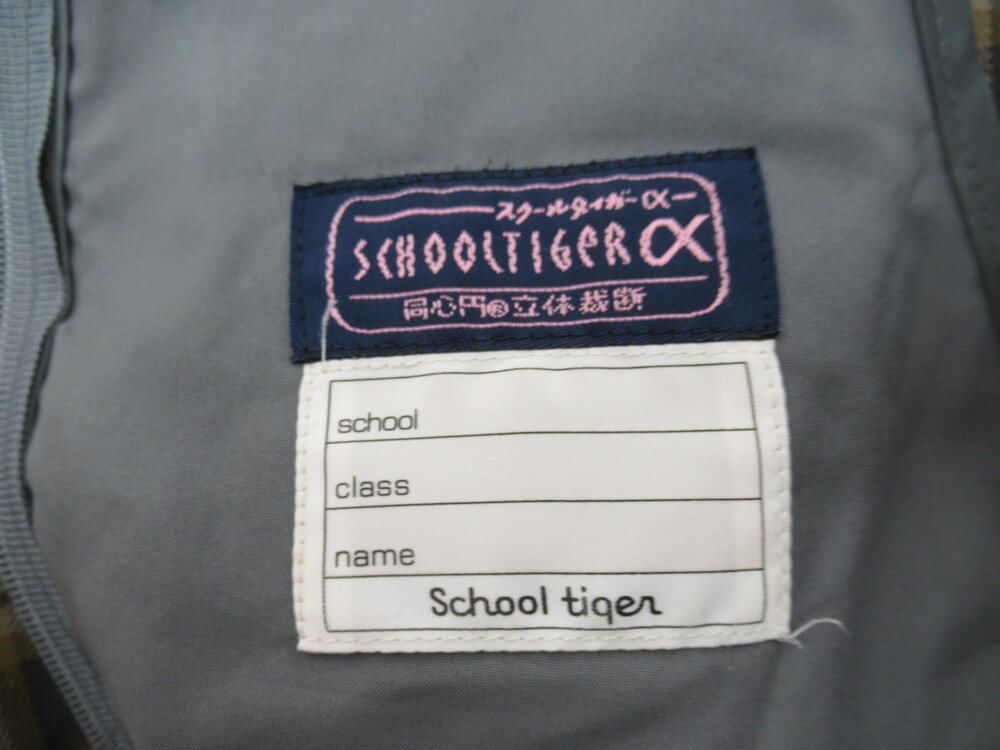 スクールタイガーα
SCHOOLTIGER α
同心円®立体裁断
school
class
name
School tiger